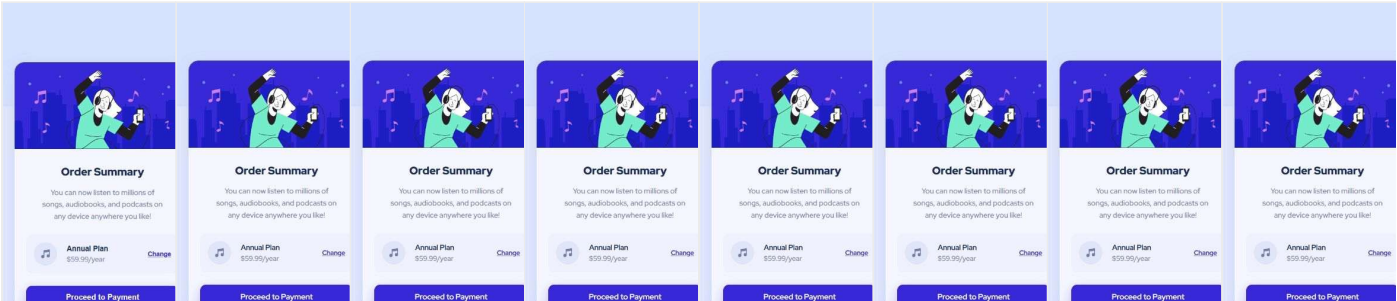 Order Summary
You can now listen to millions of
songs, audiobooks, and podcasts on
any device anywhere you like!
Annual Plan
$59.99/year
Change
Proceed to Payment
Order Summary
You can now listen to millions of
songs, audiobooks, and podcasts on
any device anywhere you like!
Annual Plan
$59.99/year
Change
Proceed to Payment
Order Summary
You can now listen to millions of
songs, audiobooks, and podcasts on
any device anywhere you like!
Annual Plan
$59.99/year
Change
Proceed to Payment
Order Summary
You can now listen to millions of
songs, audiobooks, and podcasts on
any device anywhere you like!
Annual Plan
$59.99/year
Change
Proceed to Payment
Order Summary
You can now listen to millions of
songs, audiobooks, and podcasts on
any device anywhere you like!
Annual Plan
$59.99/year
Change
Proceed to Payment
Order Summary
You can now listen to millions of
songs, audiobooks, and podcasts on
any device anywhere you like!
Annual Plan
$59.99/year
Change
Proceed to Payment
Order Summary
You can now listen to millions of
songs, audiobooks, and podcasts on
any device anywhere you like!
Annual Plan
$59.99/year
Change
Proceed to Payment
Order Summary
You can now listen to millions of
songs, audiobooks, and podcasts on
any device anywhere you like!
Annual Plan
$59.99/year
Change
Proceed to Payment